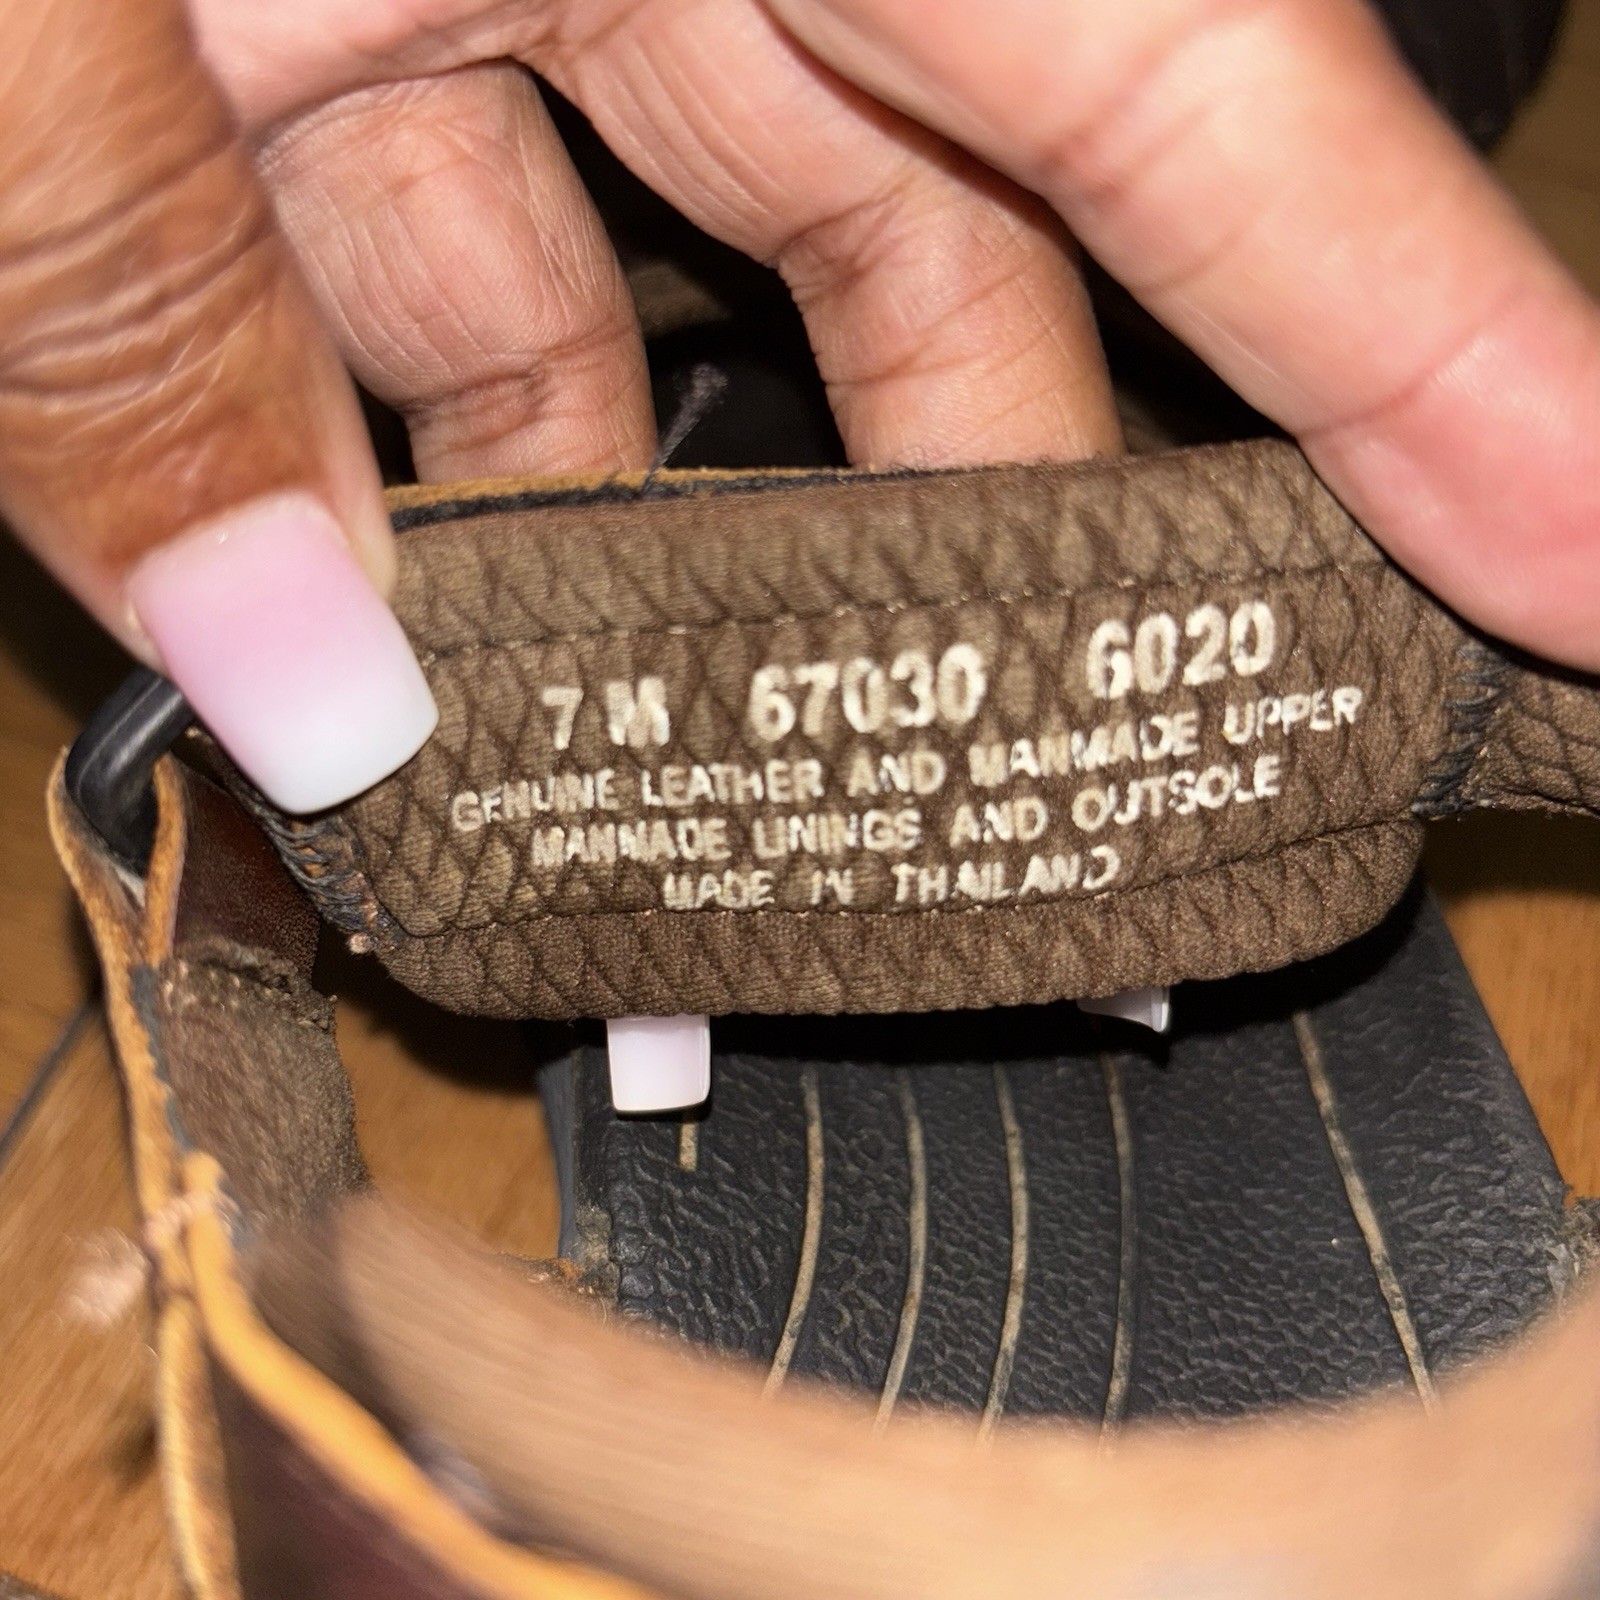 7 M 67030 6020
GENUINE LEATHER AND MANMADE UPPER
MANMADE LININGS AND OUTSOLE
MADE IN THAILAND